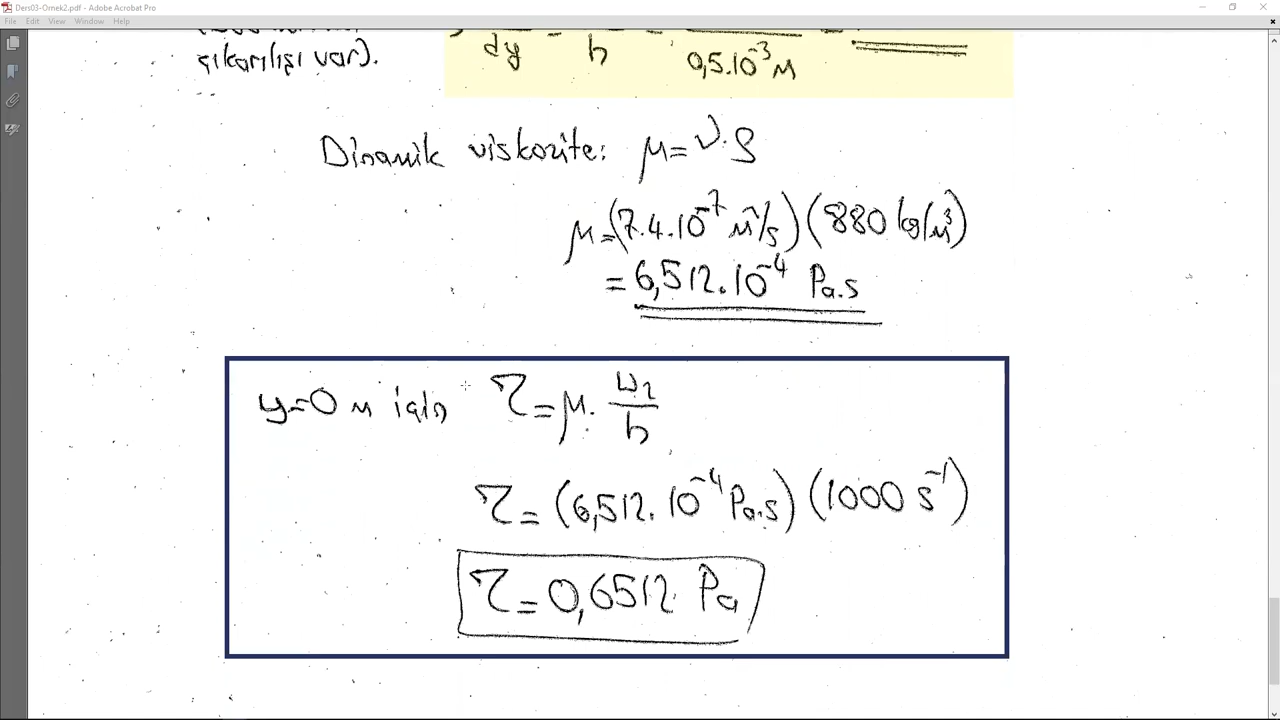 Ders03-Ornek2.pdf - Adobe Acrobat Pro
File Edit View Window Help
çıkarılışı var).
dy = h = 0,5.10⁻³ m
Dinamik viskozite: μ = ν.ρ
μ = (7.4.10⁻⁷ m²/s) (880 kg/m³)
= 6,512.10⁻⁴ Pa.s
y=0 m için τ = μ. u₁/h
τ = (6,512.10⁻⁴ Pa.s) (1000 s⁻¹)
τ = 0,6512 Pa